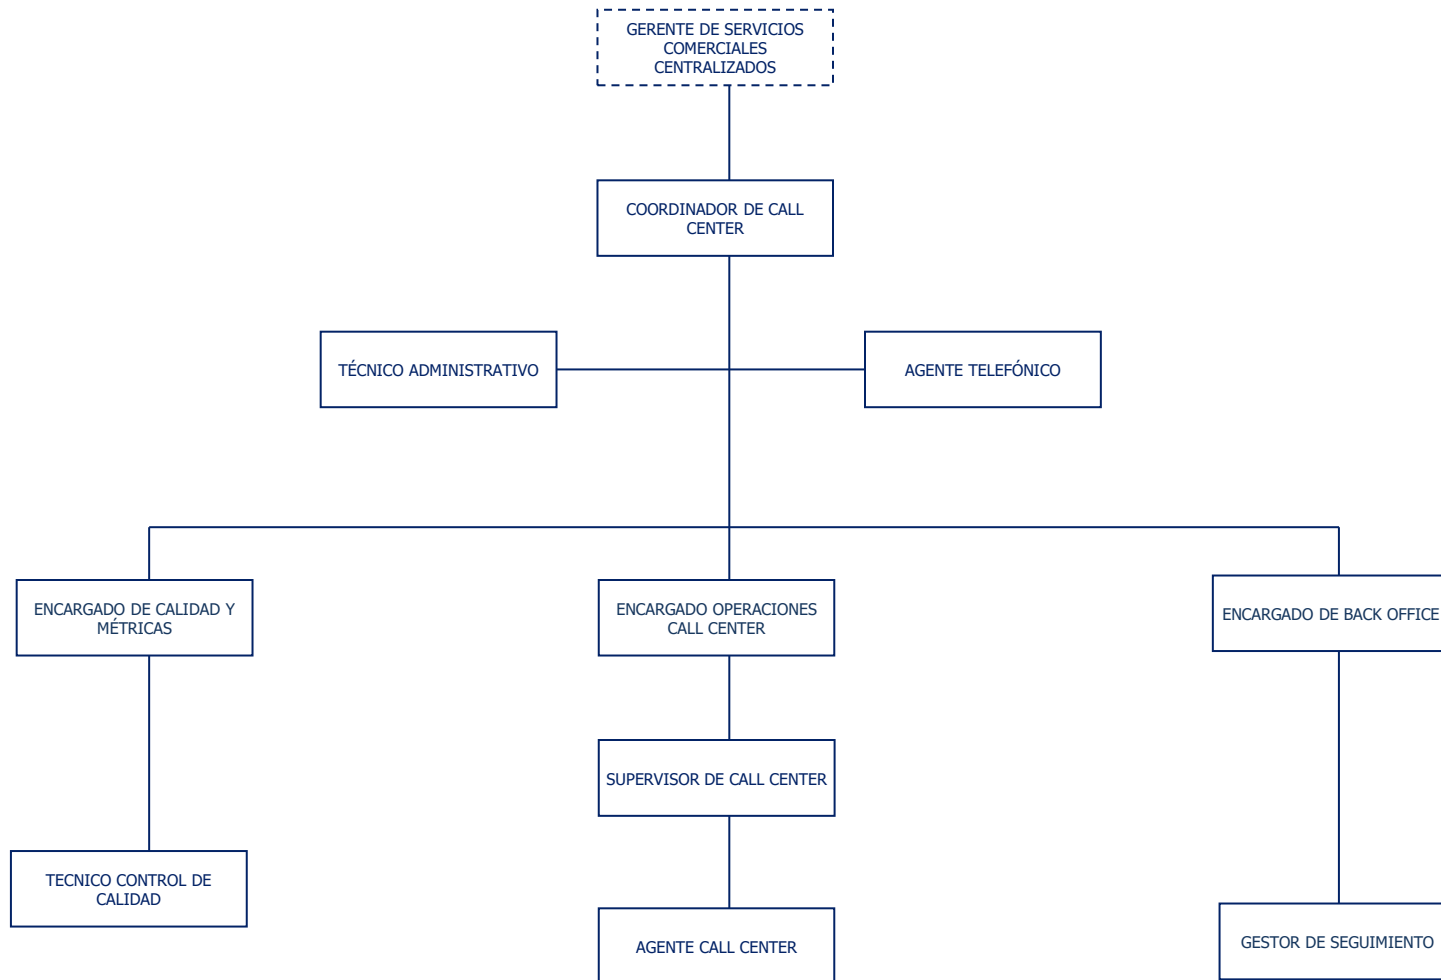 GERENTE DE SERVICIOS
COMERCIALES
CENTRALIZADOS
COORDINADOR DE CALL
CENTER
TÉCNICO ADMINISTRATIVO
AGENTE TELEFÓNICO
ENCARGADO DE CALIDAD Y
MÉTRICAS
ENCARGADO OPERACIONES
CALL CENTER
ENCARGADO DE BACK OFFICE
SUPERVISOR DE CALL CENTER
TECNICO CONTROL DE
CALIDAD
AGENTE CALL CENTER
GESTOR DE SEGUIMIENTO